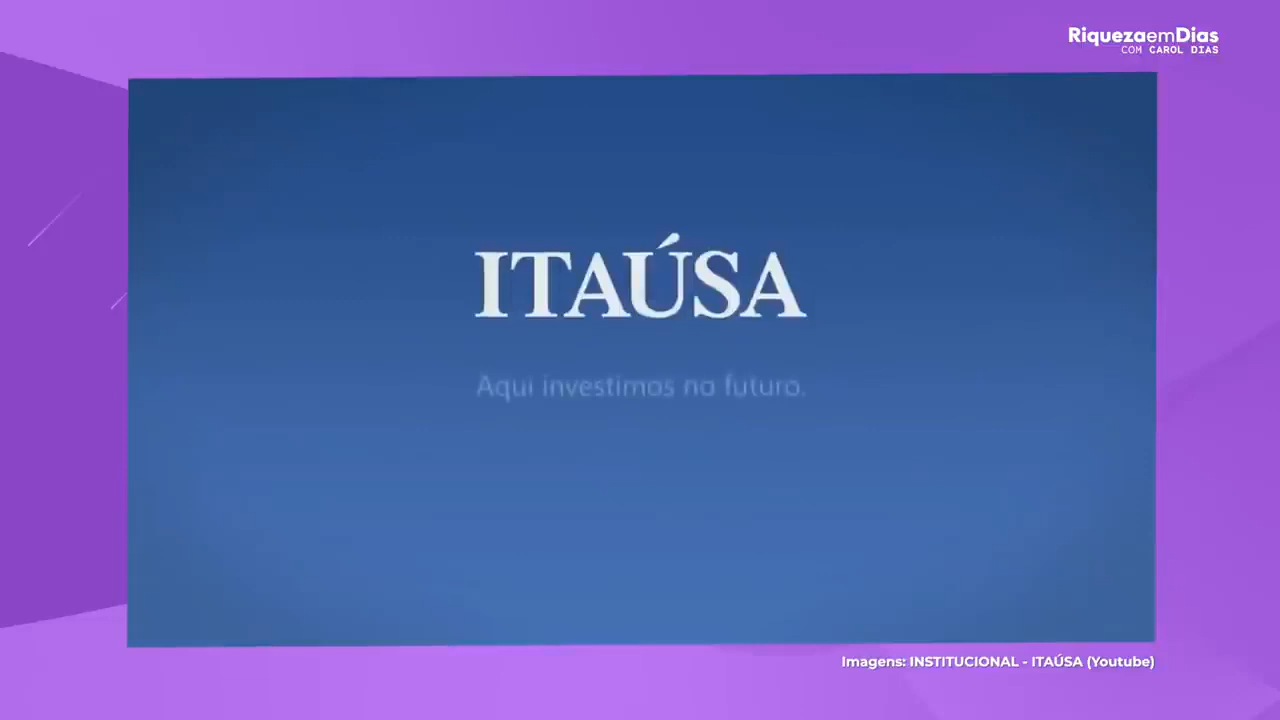 RiquezaemDias
COM CAROL DIAS
ITAÚSA
Aqui investimos no futuro.
Imagens: INSTITUCIONAL - ITAÚSA (Youtube)